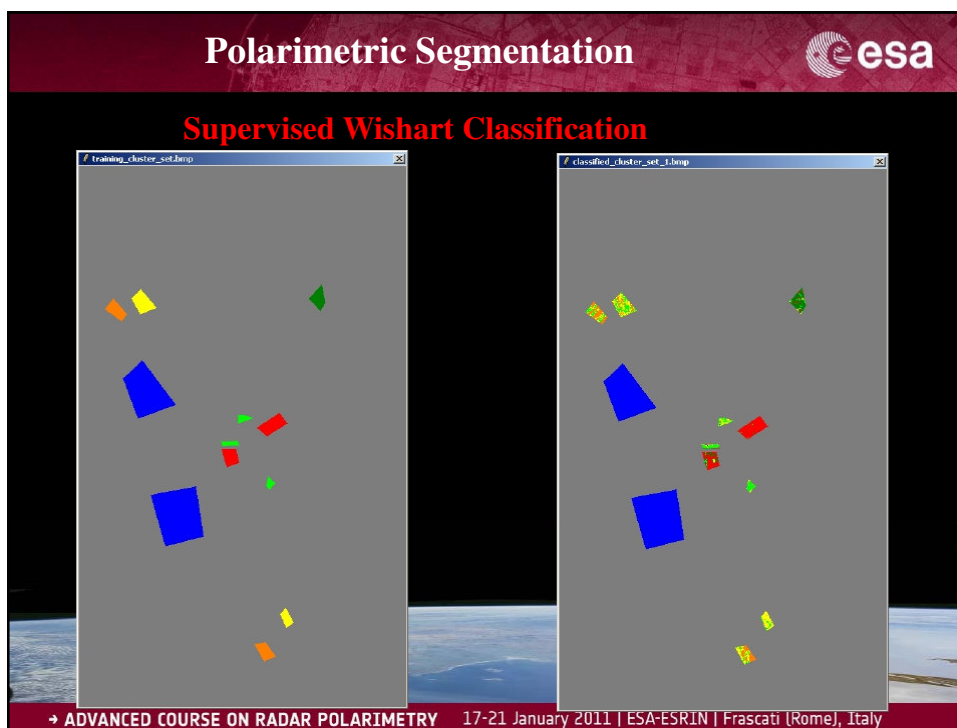 Polarimetric Segmentation
esa
Supervised Wishart Classification
training_cluster_set.bmp
classified_cluster_set_1.bmp
→ ADVANCED COURSE ON RADAR POLARIMETRY 17-21 January 2011 | ESA-ESRIN | Frascati (Rome), Italy